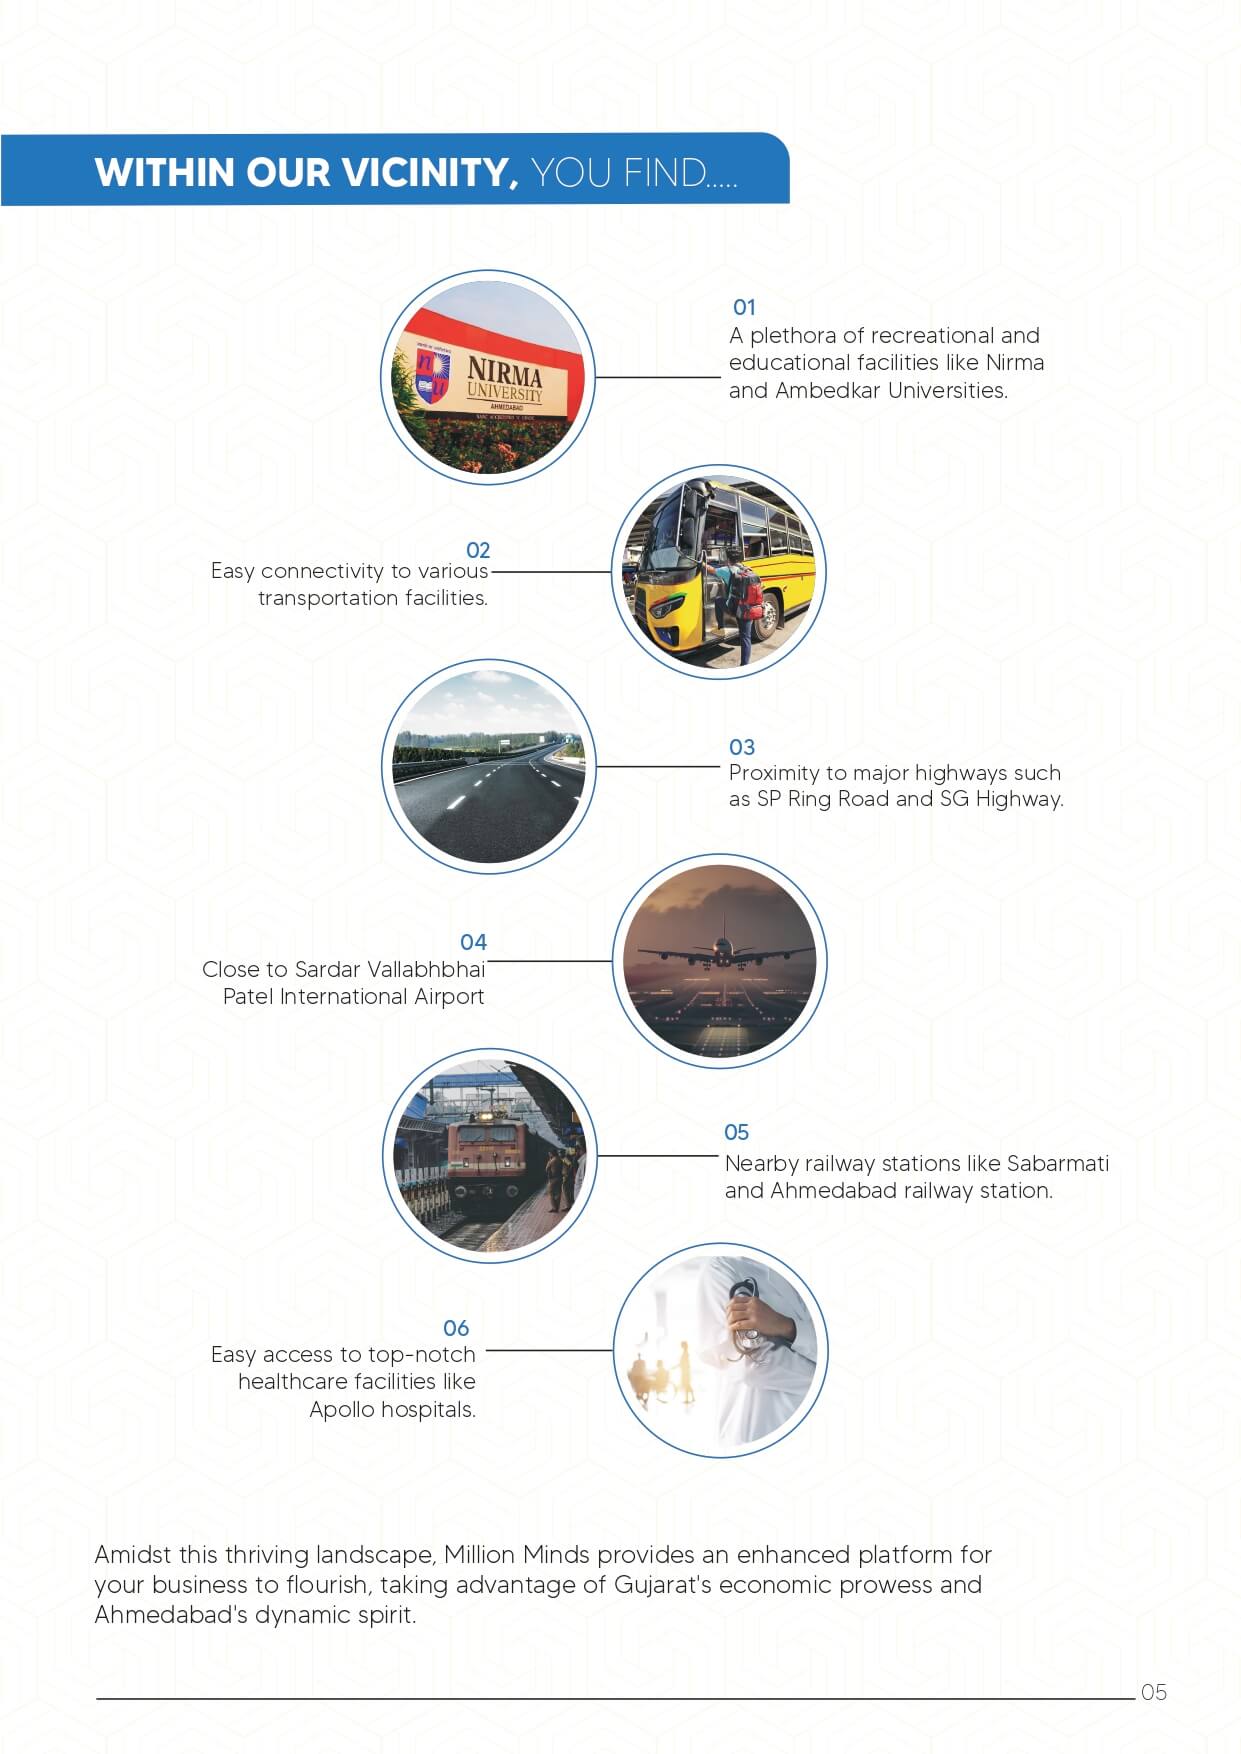 WITHIN OUR VICINITY, YOU FIND.....
NIRMA
UNIVERSITY
AHMEDABAD
01
A plethora of recreational and
educational facilities like Nirma
and Ambedkar Universities.
02
Easy connectivity to various
transportation facilities.
03
Proximity to major highways such
as SP Ring Road and SG Highway.
04
Close to Sardar Vallabhbhai
Patel International Airport
05
Nearby railway stations like Sabarmati
and Ahmedabad railway station.
06
Easy access to top-notch
healthcare facilities like
Apollo hospitals.
Amidst this thriving landscape, Million Minds provides an enhanced platform for
your business to flourish, taking advantage of Gujarat's economic prowess and
Ahmedabad's dynamic spirit.
05